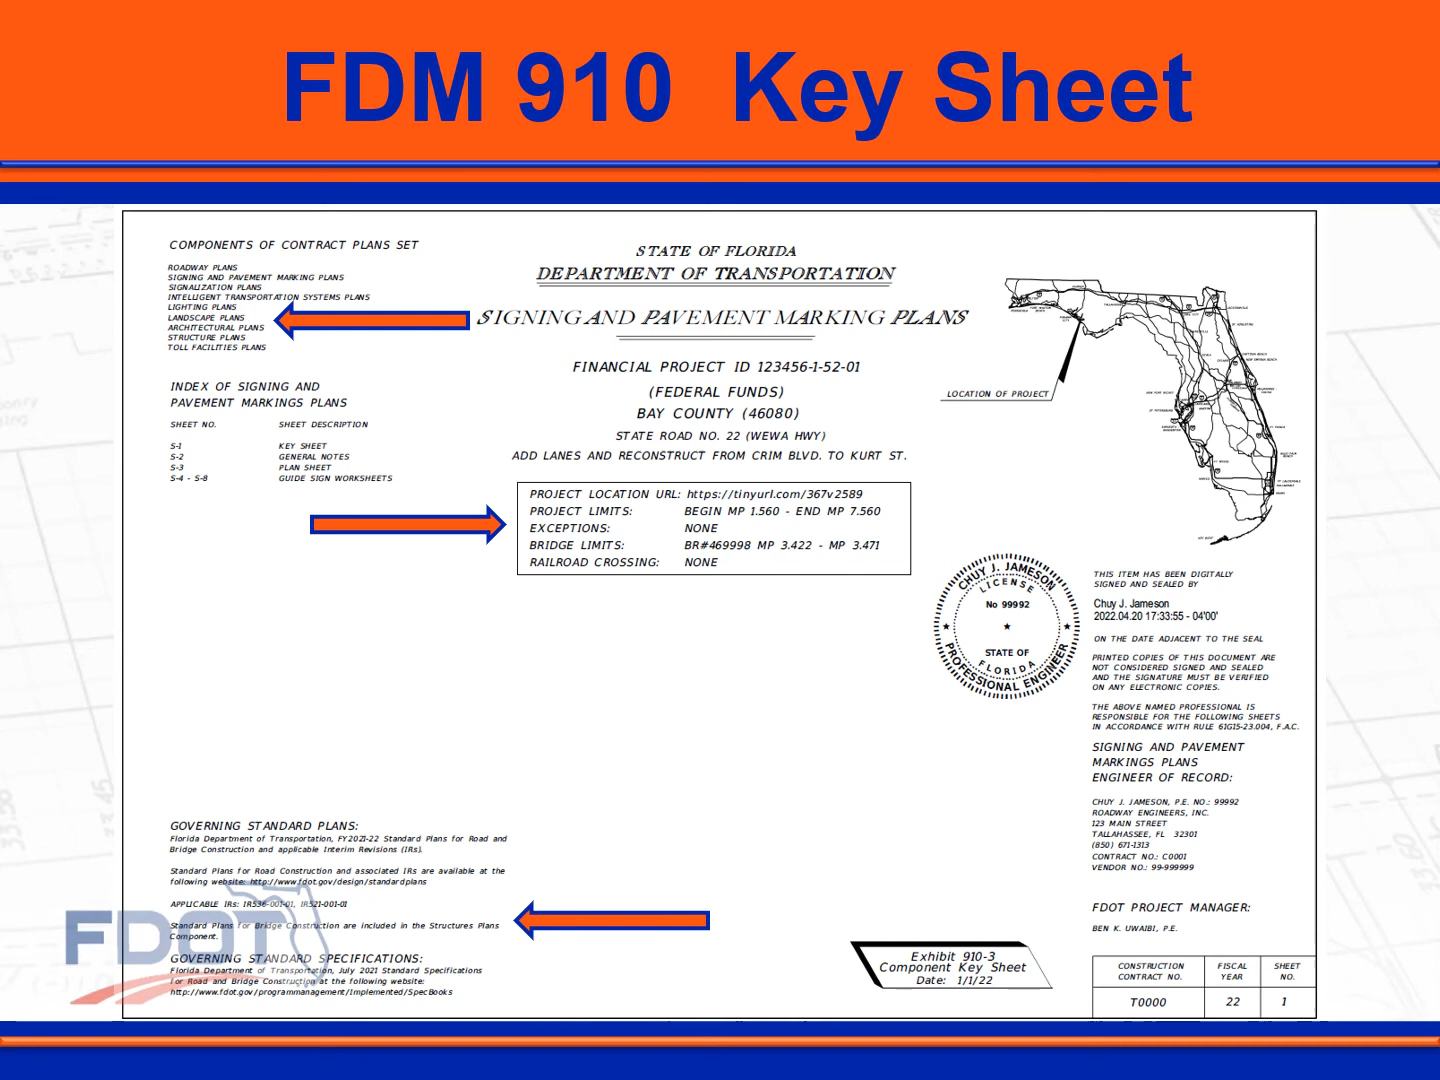 FDM 910 Key Sheet
COMPONENTS OF CONTRACT PLANS SET
ROADWAY PLANS
SIGNING AND PAVEMENT MARKING PLANS
SIGNALIZATION PLANS
INTELLIGENT TRANSPORTATION SYSTEMS PLANS
LIGHTING PLANS
LANDSCAPE PLANS
ARCHITECTURAL PLANS
STRUCTURE PLANS
TOLL FACILITIES PLANS
INDEX OF SIGNING AND
PAVEMENT MARKINGS PLANS
SHEET NO. SHEET DESCRIPTION
S-1 KEY SHEET
S-2 GENERAL NOTES
S-3 PLAN SHEET
S-4 - S-8 GUIDE SIGN WORKSHEETS
STATE OF FLORIDA
DEPARTMENT OF TRANSPORTATION
SIGNING AND PAVEMENT MARKING PLANS
FINANCIAL PROJECT ID 123456-1-52-01
(FEDERAL FUNDS)
BAY COUNTY (46080)
STATE ROAD NO. 22 (WEWA HWY)
ADD LANES AND RECONSTRUCT FROM CRIM BLVD. TO KURT ST.
PROJECT LOCATION URL: https://tinyurl.com/367v2589
PROJECT LIMITS: BEGIN MP 1.560 - END MP 7.560
EXCEPTIONS: NONE
BRIDGE LIMITS: BR#469998 MP 3.422 - MP 3.471
RAILROAD CROSSING: NONE
LOCATION OF PROJECT
CHUY J. JAMESON
LICENSE
No 99992
STATE OF
FLORIDA
PROFESSIONAL ENGINEER
THIS ITEM HAS BEEN DIGITALLY
SIGNED AND SEALED BY
Chuy J. Jameson
2022.04.20 17:33:55 - 04'00'
ON THE DATE ADJACENT TO THE SEAL
PRINTED COPIES OF THIS DOCUMENT ARE
NOT CONSIDERED SIGNED AND SEALED
AND THE SIGNATURE MUST BE VERIFIED
ON ANY ELECTRONIC COPIES.
THE ABOVE NAMED PROFESSIONAL IS
RESPONSIBLE FOR THE FOLLOWING SHEETS
IN ACCORDANCE WITH RULE 61G15-23.004, F.A.C.
SIGNING AND PAVEMENT
MARKINGS PLANS
ENGINEER OF RECORD:
CHUY J. JAMESON, P.E. NO.: 99992
ROADWAY ENGINEERS, INC.
123 MAIN STREET
TALLAHASSEE, FL 32301
(850) 671-1313
CONTRACT NO.: C0001
VENDOR NO.: 99-999999
FDOT PROJECT MANAGER:
BEN K. UWAIBI, P.E.
GOVERNING STANDARD PLANS:
Florida Department of Transportation, FY2021-22 Standard Plans for Road and
Bridge Construction and applicable Interim Revisions (IRs).
Standard Plans for Road Construction and associated IRs are available at the
following website: http://www.fdot.gov/design/standardplans
APPLICABLE IRs: IR536-001-01, IR521-001-01
Standard Plans for Bridge Construction are included in the Structures Plans
Component.
GOVERNING STANDARD SPECIFICATIONS:
Florida Department of Transportation, July 2021 Standard Specifications
for Road and Bridge Construction at the following website:
http://www.fdot.gov/programmanagement/Implemented/SpecBooks
FDOT
Exhibit 910-3
Component Key Sheet
Date: 1/1/22
CONSTRUCTION CONTRACT NO. FISCAL YEAR SHEET NO.
T0000 22 1